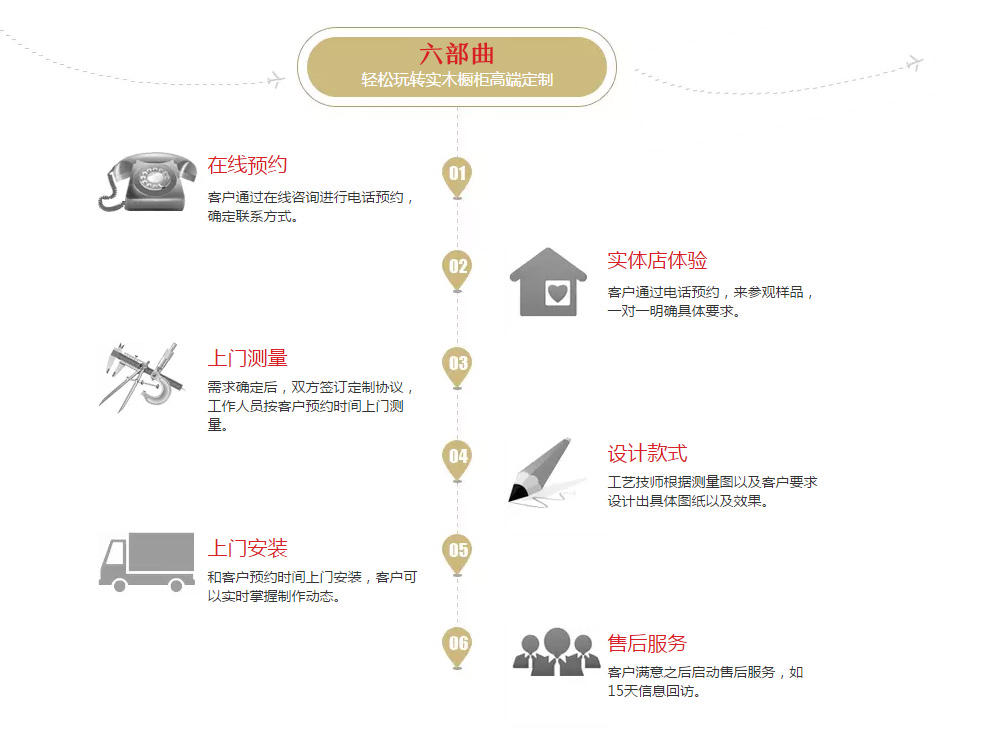 六部曲
轻松玩转实木橱柜高端定制
01
在线预约
客户通过在线咨询进行电话预约，
确定联系方式。
02
实体店体验
客户通过电话预约，来参观样品，
一对一明确具体要求。
03
上门测量
需求确定后，双方签订定制协议，
工作人员按客户预约时间上门测
量。
04
设计款式
工艺技师根据测量图以及客户要求
设计出具体图纸以及效果。
05
上门安装
和客户预约时间上门安装，客户可
以实时掌握制作动态。
06
售后服务
客户满意之后启动售后服务，如
15天信息回访。